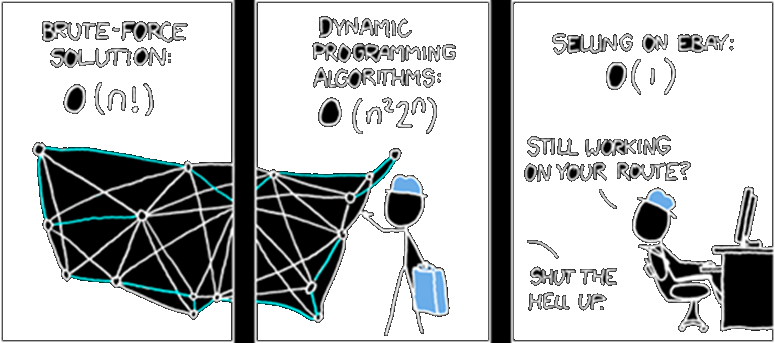 BRUTE-FORCE
SOLUTION:
O(n!)
DYNAMIC
PROGRAMMING
ALGORITHMS:
O(n²2ⁿ)
SELLING ON EBAY:
O(1)
STILL WORKING
ON YOUR ROUTE?
SHUT THE
HELL UP.